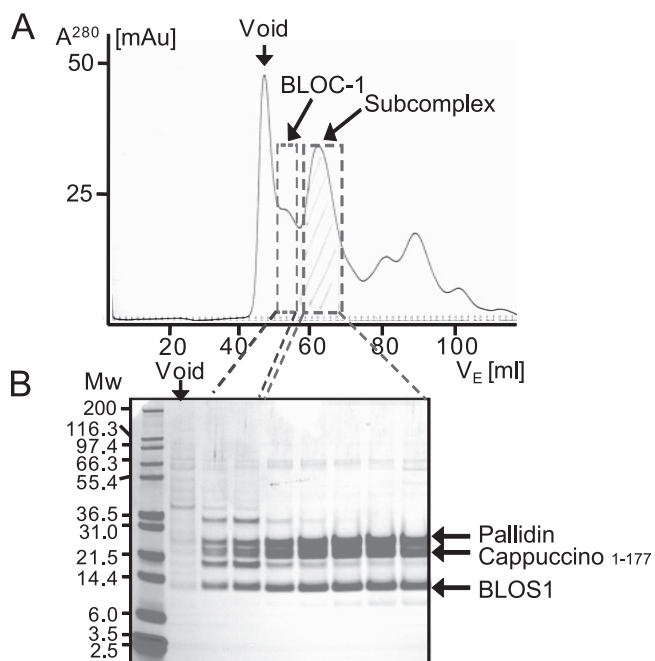 A
A280 [mAu]
Void
50
BLOC-1
Subcomplex
25
20 40 60 80 100
VE [ml]
Void
B
Mw
200
116.3
97.4
66.3
55.4
36.5
31.0
21.5
14.4
6.0
3.5
2.5
Pallidin
Cappuccino 1-177
BLOS1